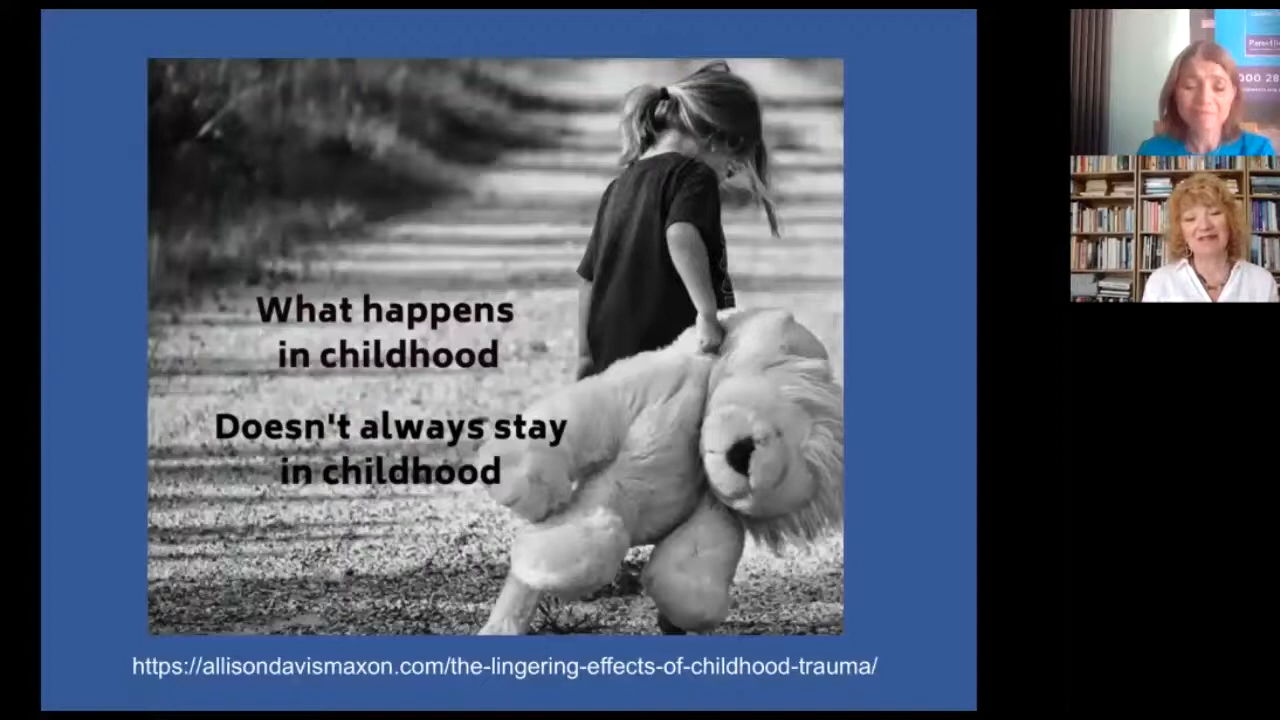 What happens
in childhood
Doesn't always stay
in childhood
https://allisondavismaxon.com/the-lingering-effects-of-childhood-trauma/